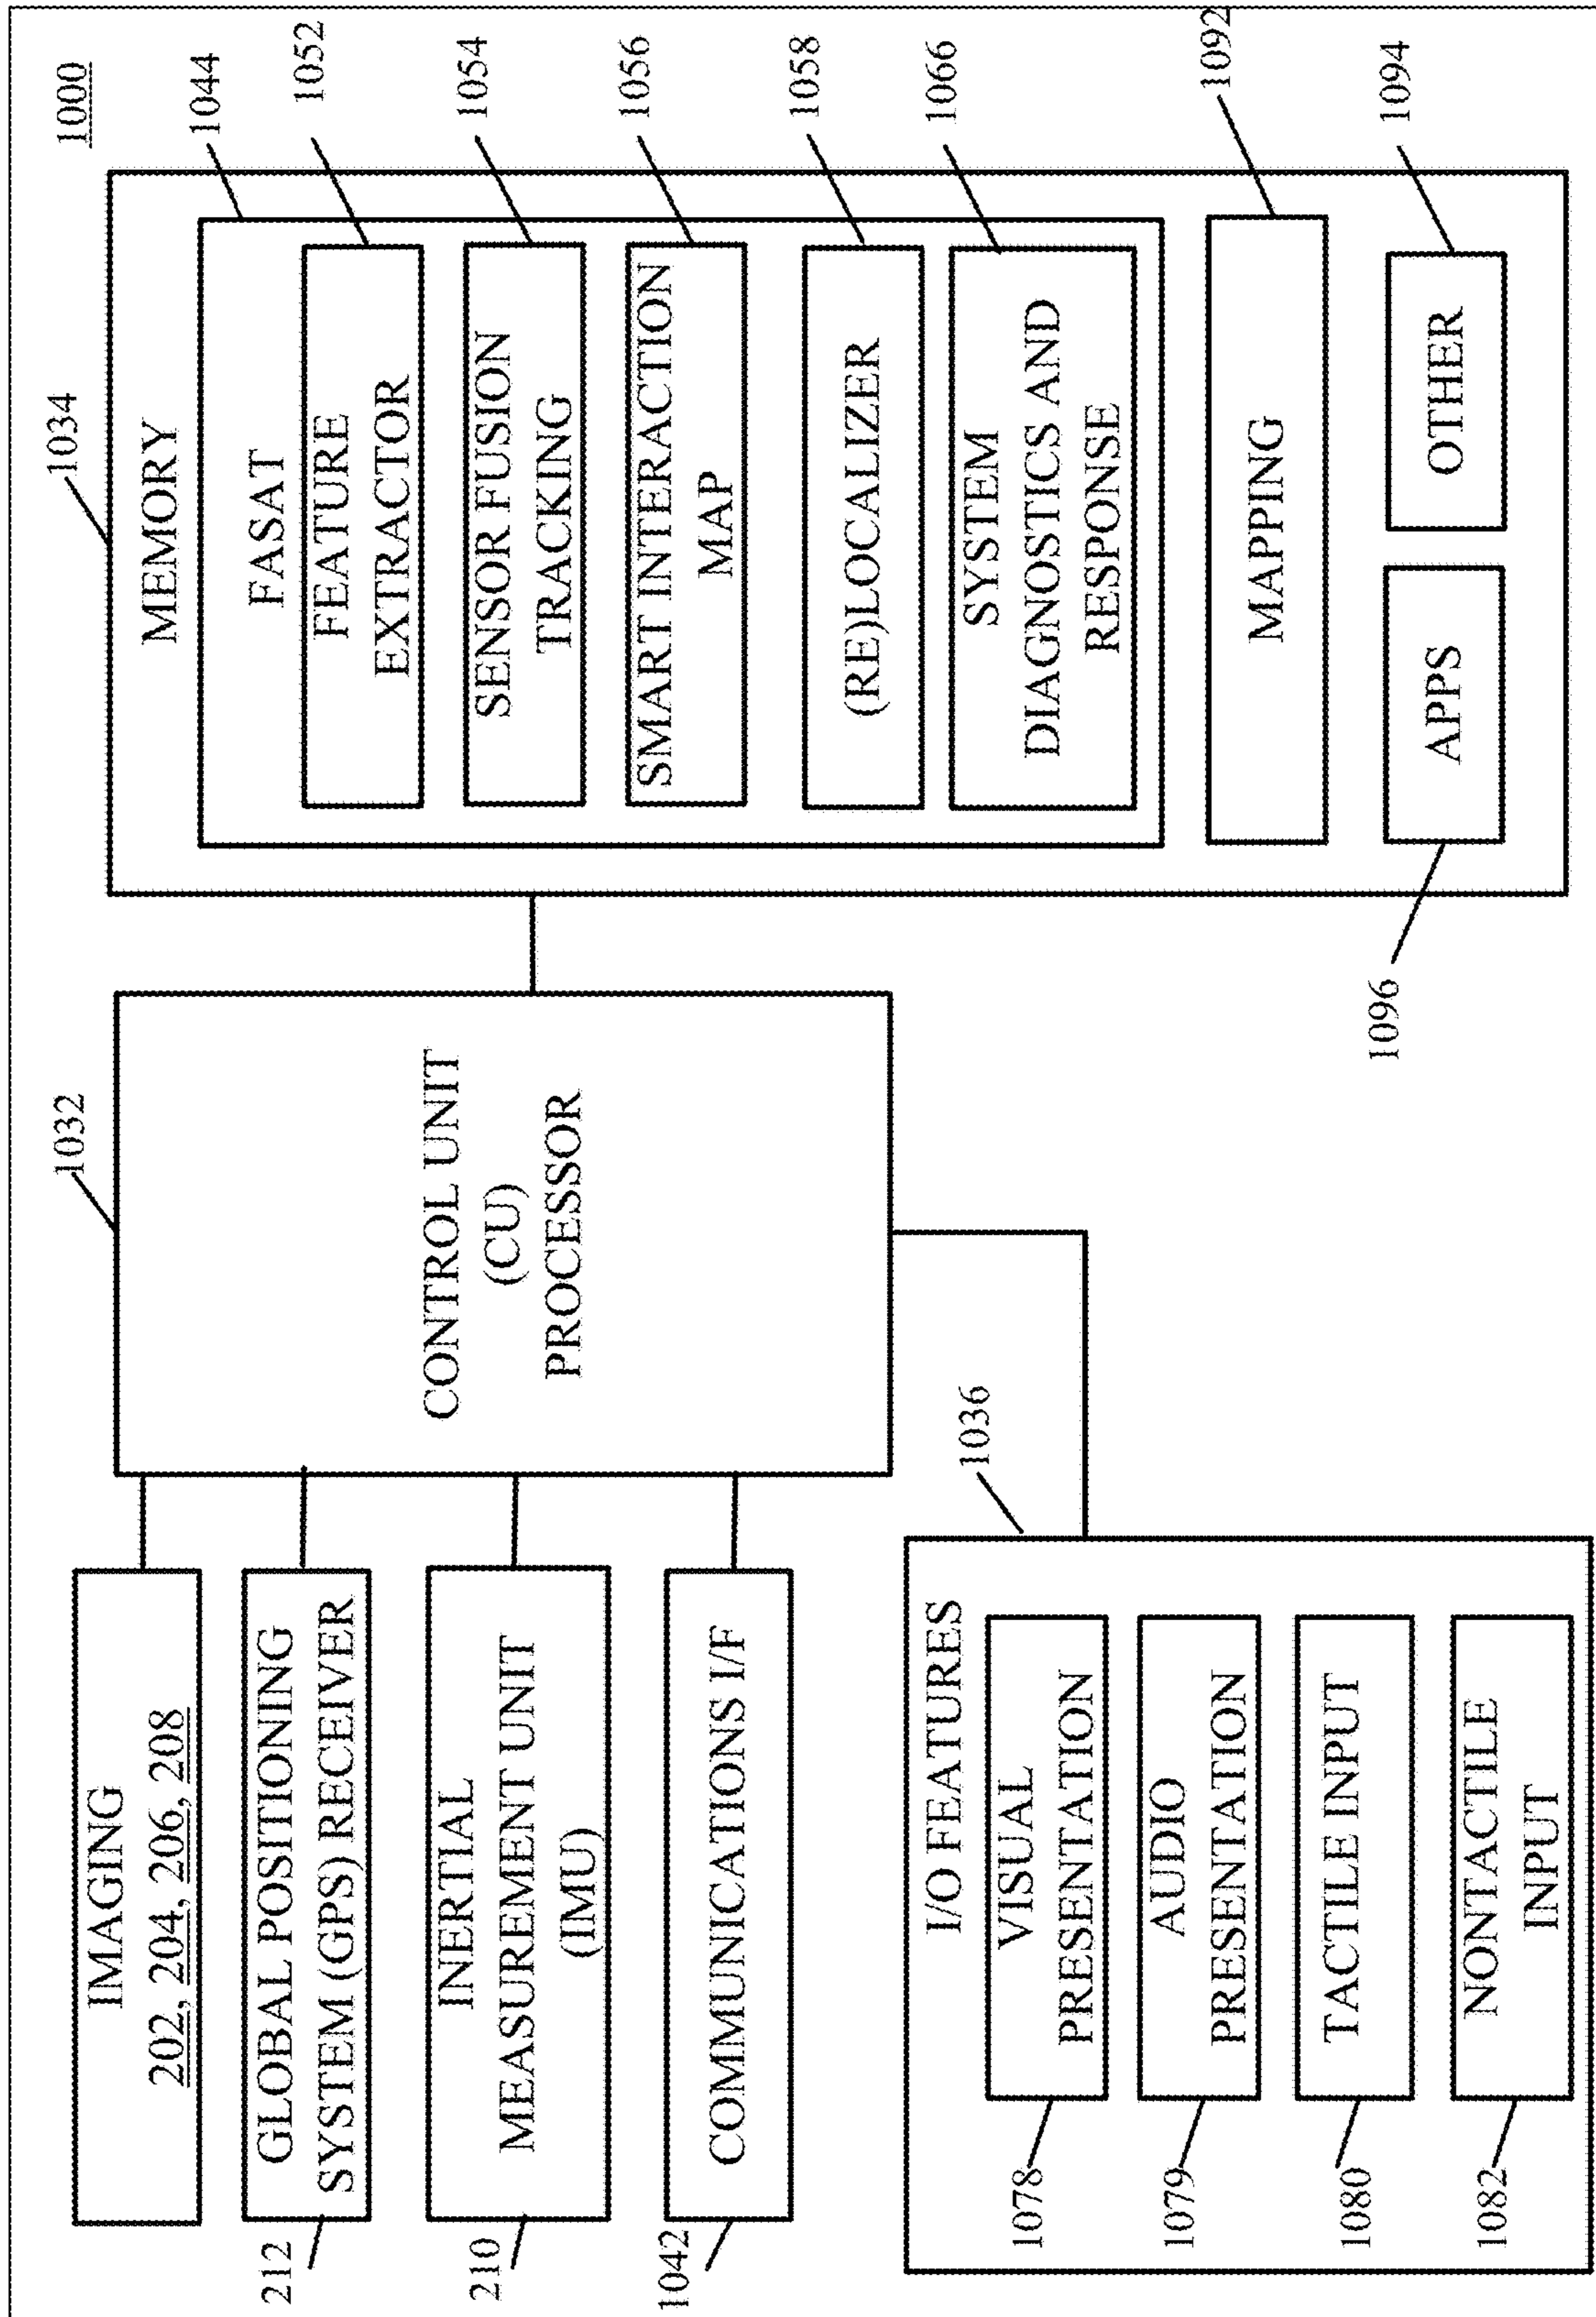 1000
IMAGING
202, 204, 206, 208
GLOBAL POSITIONING
SYSTEM (GPS) RECEIVER
212
INERTIAL
MEASUREMENT UNIT
(IMU)
210
COMMUNICATIONS I/F
1042
1032
CONTROL UNIT
(CU)
PROCESSOR
1036
I/O FEATURES
VISUAL
PRESENTATION
1078
AUDIO
PRESENTATION
1079
TACTILE INPUT
1080
NONTACTILE
INPUT
1082
1034
MEMORY
1044
FASAT
FEATURE
EXTRACTOR
1052
SENSOR FUSION
TRACKING
1054
SMART INTERACTION
MAP
1056
(RE)LOCALIZER
1058
SYSTEM
DIAGNOSTICS AND
RESPONSE
1066
MAPPING
1092
APPS
1096
OTHER
1094